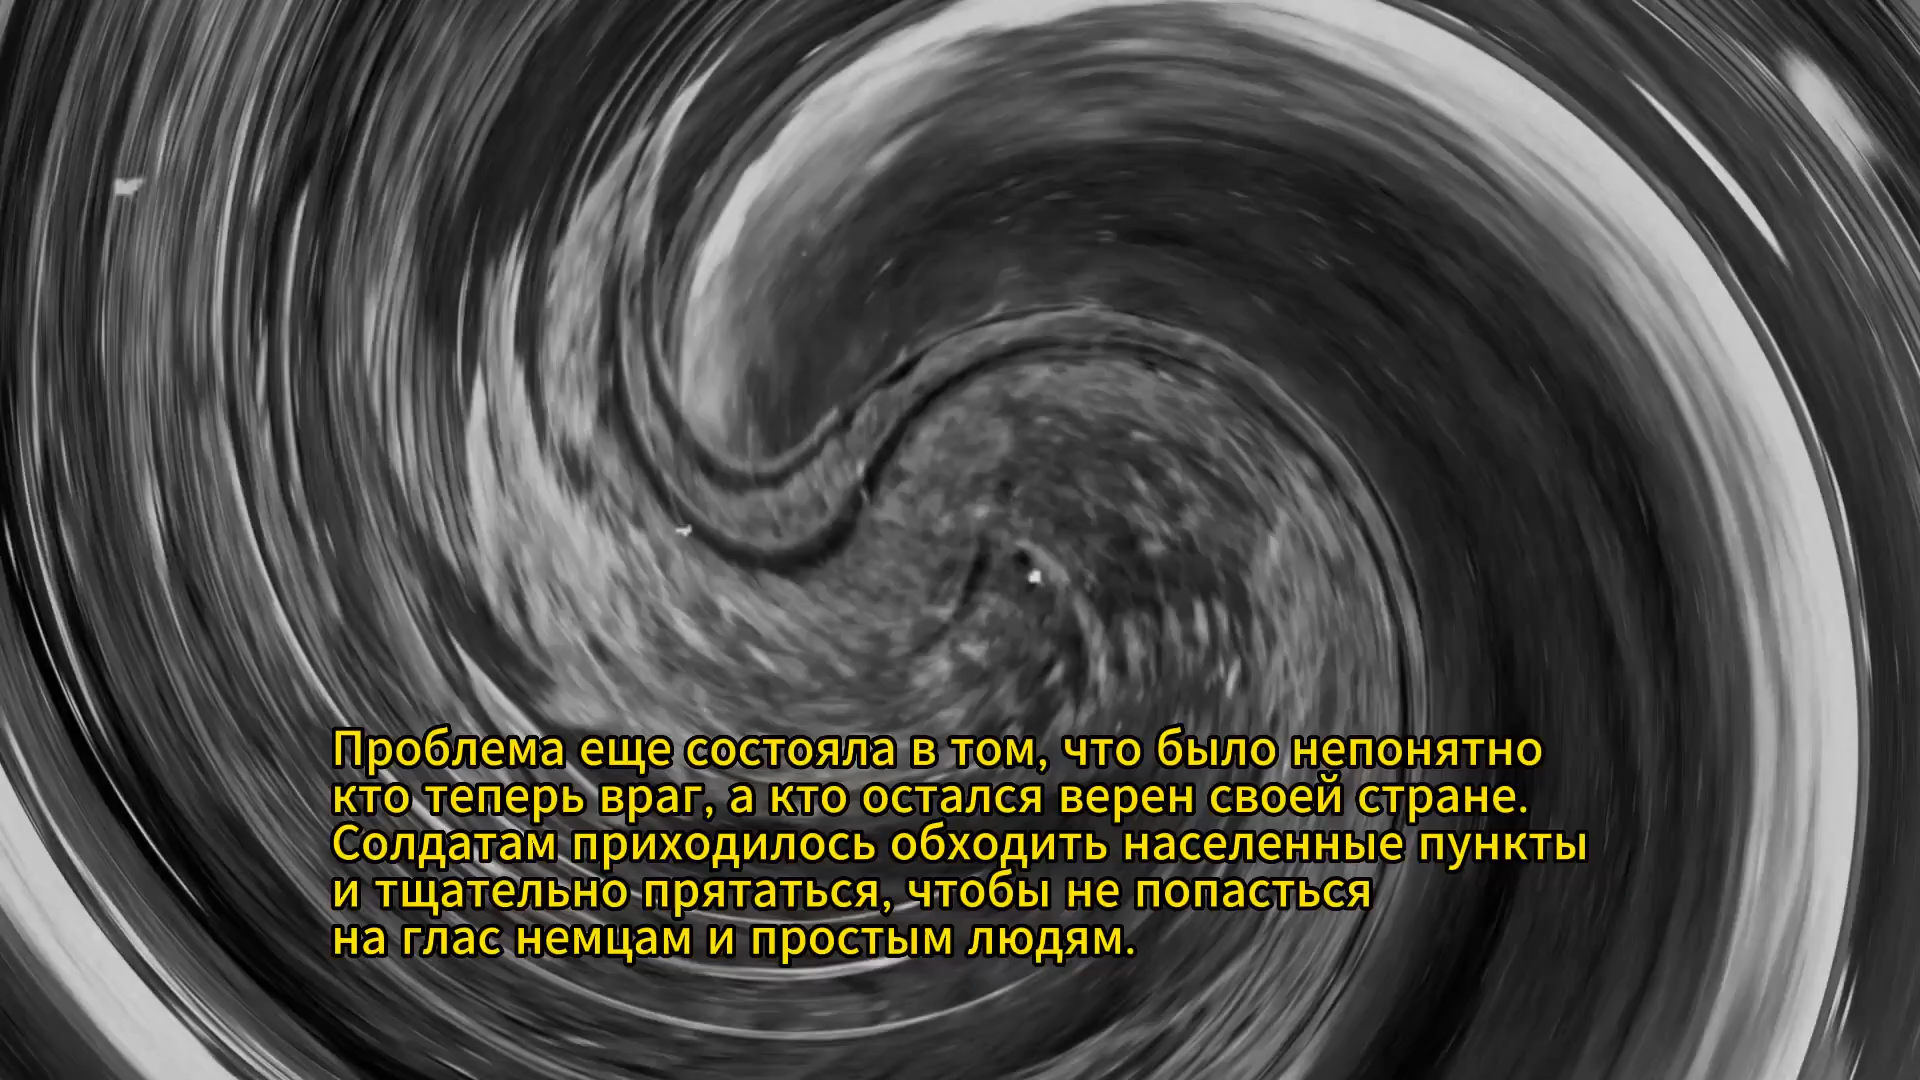 Проблема еще состояла в том, что было непонятно
кто теперь враг, а кто остался верен своей стране.
Солдатам приходилось обходить населенные пункты
и тщательно прятаться, чтобы не попасться
на глас немцам и простым людям.